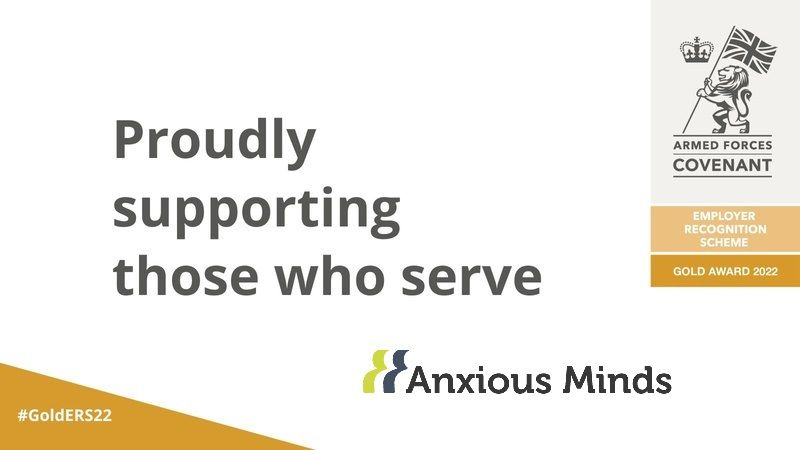 Proudly
supporting
those who serve
ARMED FORCES
COVENANT
EMPLOYER
RECOGNITION
SCHEME
GOLD AWARD 2022
Anxious Minds
#GoldERS22